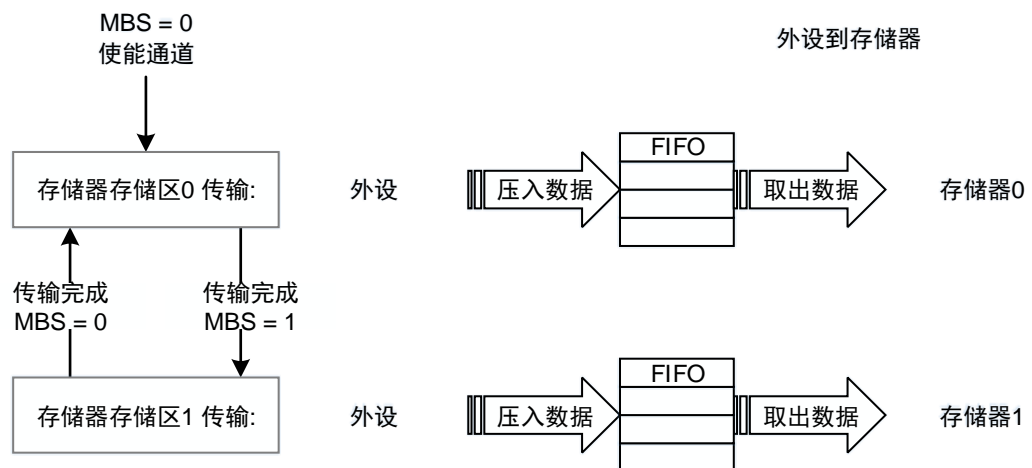 MBS = 0
使能通道
外设到存储器
存储器存储区0 传输:
外设
压入数据
FIFO
取出数据
存储器0
传输完成
MBS = 0
传输完成
MBS = 1
存储器存储区1 传输:
外设
压入数据
FIFO
取出数据
存储器1